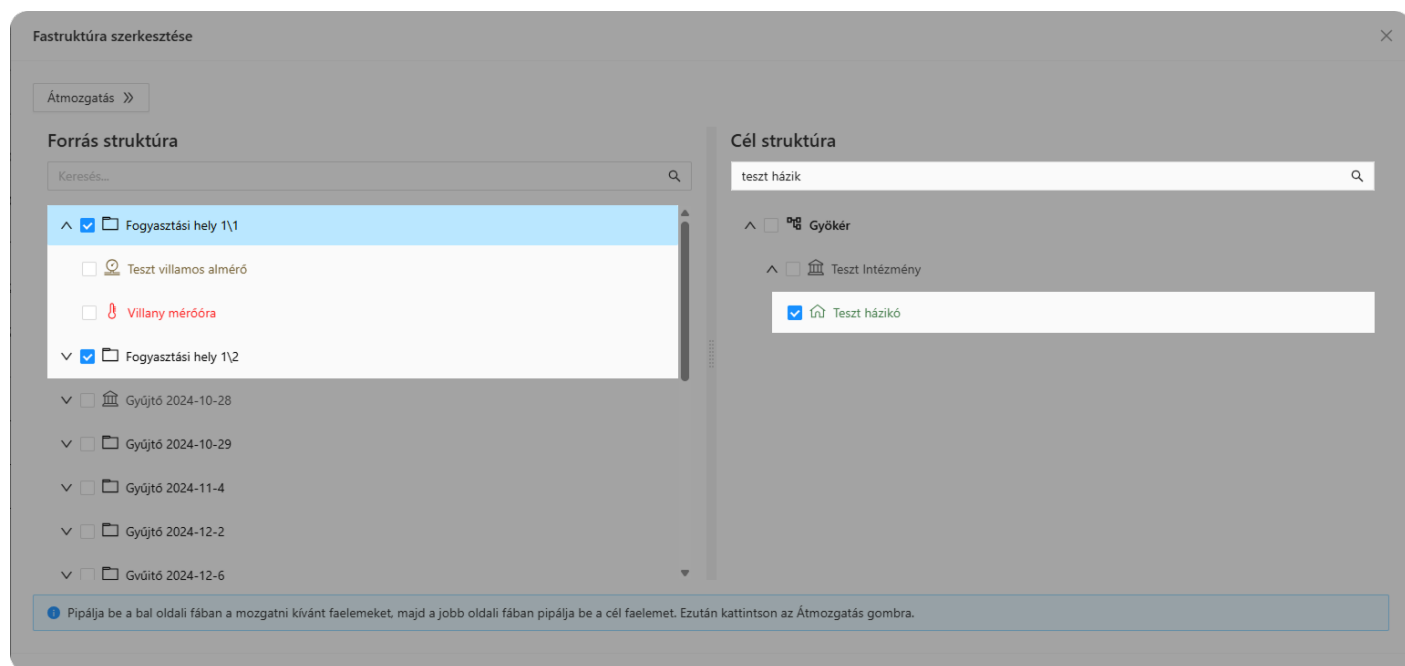 Fastruktúra szerkesztése
Átmozgatás
Forrás struktúra
Keresés...
Fogyasztási hely 1\1
Teszt villamos almérő
Villany mérőóra
Fogyasztási hely 1\2
Gyűjtő 2024-10-28
Gyűjtő 2024-10-29
Gyűjtő 2024-11-4
Gyűjtő 2024-12-2
Gyűjtő 2024-12-6
Cél struktúra
teszt házik
Gyökér
Teszt Intézmény
Teszt házikó
Pipálja be a bal oldali fában a mozgatni kívánt faelemeket, majd a jobb oldali fában pipálja be a cél faelemet. Ezután kattintson az Átmozgatás gombra.